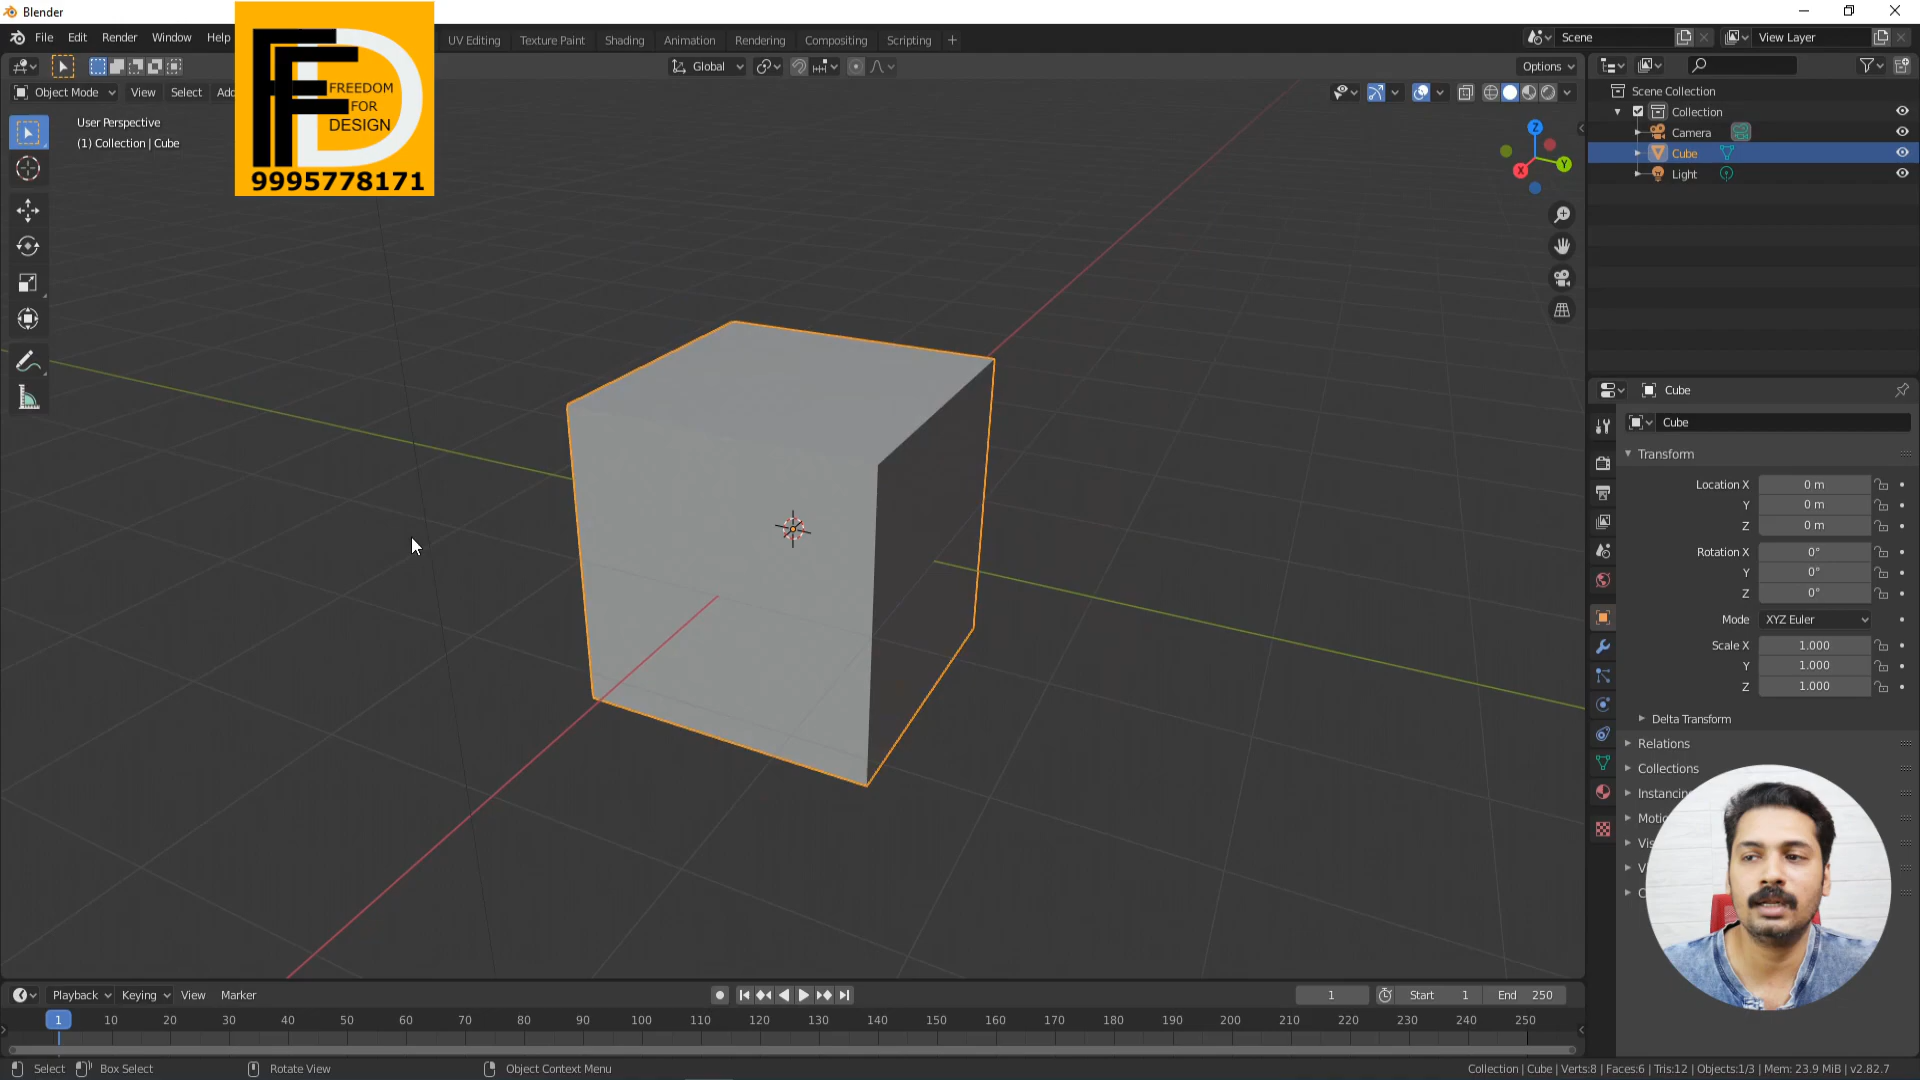 Blender
File Edit Render Window Help
UV Editing Texture Paint Shading Animation Rendering Compositing Scripting +
Scene
View Layer
Global
Options
Object Mode View Select Add
User Perspective
(1) Collection | Cube
FREEDOM
FOR
DESIGN
9995778171
Z
Y
X
Scene Collection
Collection
Camera
Cube
Light
Cube
Cube
Transform
Location X 0 m
Y 0 m
Z 0 m
Rotation X 0°
Y 0°
Z 0°
Mode XYZ Euler
Scale X 1.000
Y 1.000
Z 1.000
Delta Transform
Relations
Collections
Instancin
Motio
Vis
Playback Keying View Marker
1
Start 1
End 250
1 10 20 30 40 50 60 70 80 90 100 110 120 130 140 150 160 170 180 190 200 210 220 230 240 250
Select Box Select Rotate View Object Context Menu
Collection | Cube | Verts:8 | Faces:6 | Tris:12 | Objects:1/3 | Mem: 23.9 MiB | v2.82.7